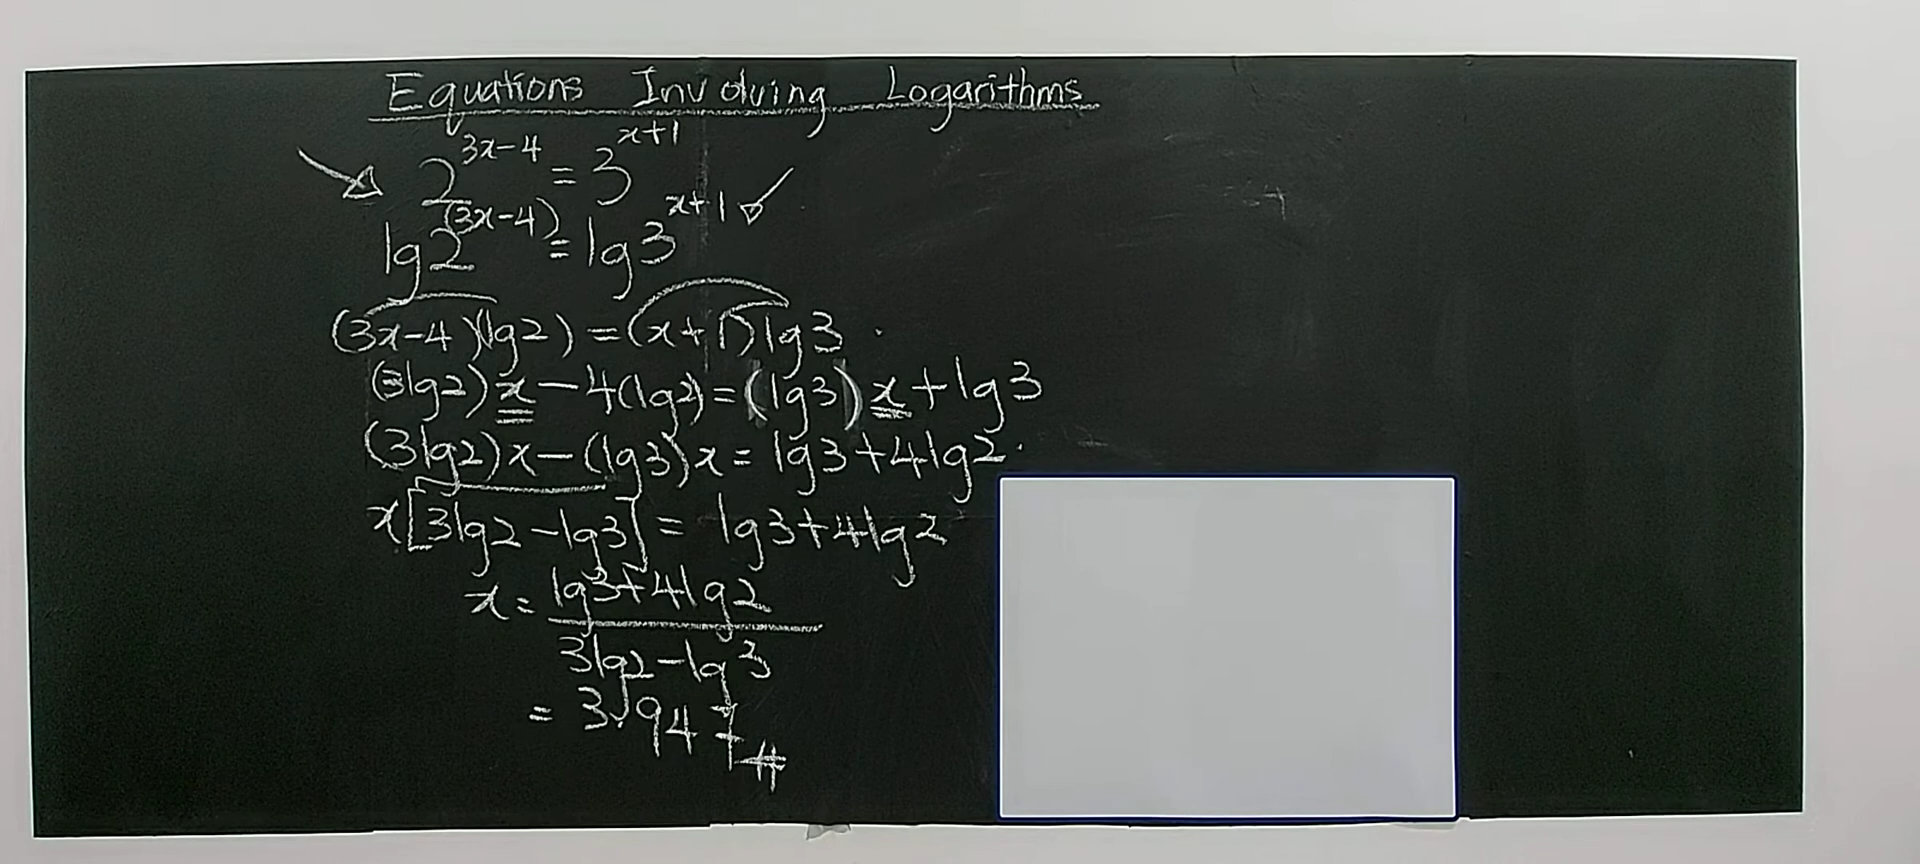 Equations Involving Logarithms
2^(3x-4) = 3^(x+1)
lg2^(3x-4) = lg3^(x+1)
(3x-4)(lg2) = (x+1)lg3
(3lg2)x - 4(lg2) = (lg3)x + lg3
(3lg2)x - (lg3)x = lg3 + 4lg2
x[3lg2 - lg3] = lg3 + 4lg2
x = lg3 + 4lg2
3lg2 - lg3
= 3.947